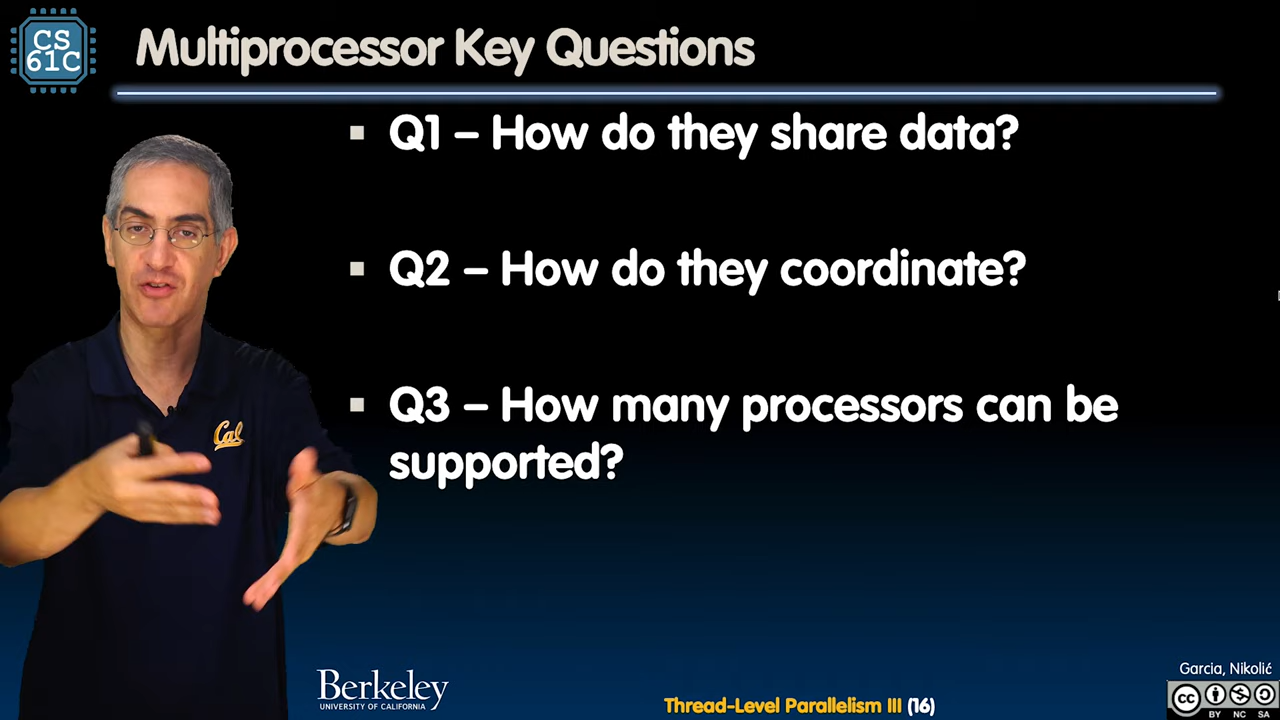 CS
61C
Multiprocessor Key Questions
▪ Q1 – How do they share data?
▪ Q2 – How do they coordinate?
▪ Q3 – How many processors can be
supported?
Cal
Berkeley
UNIVERSITY OF CALIFORNIA
Thread-Level Parallelism III (16)
Garcia, Nikolić
cc
BY NC SA